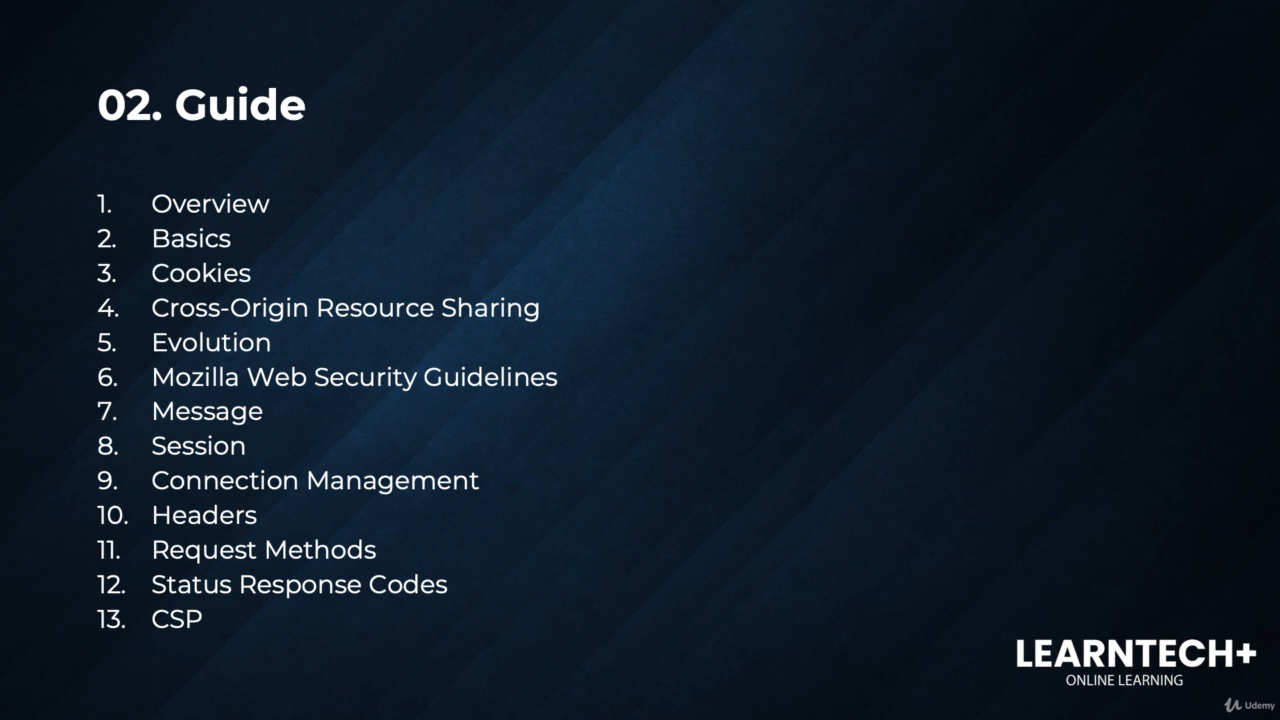 02. Guide
1. Overview
2. Basics
3. Cookies
4. Cross-Origin Resource Sharing
5. Evolution
6. Mozilla Web Security Guidelines
7. Message
8. Session
9. Connection Management
10. Headers
11. Request Methods
12. Status Response Codes
13. CSP
LEARNTECH+
ONLINE LEARNING
Udemy